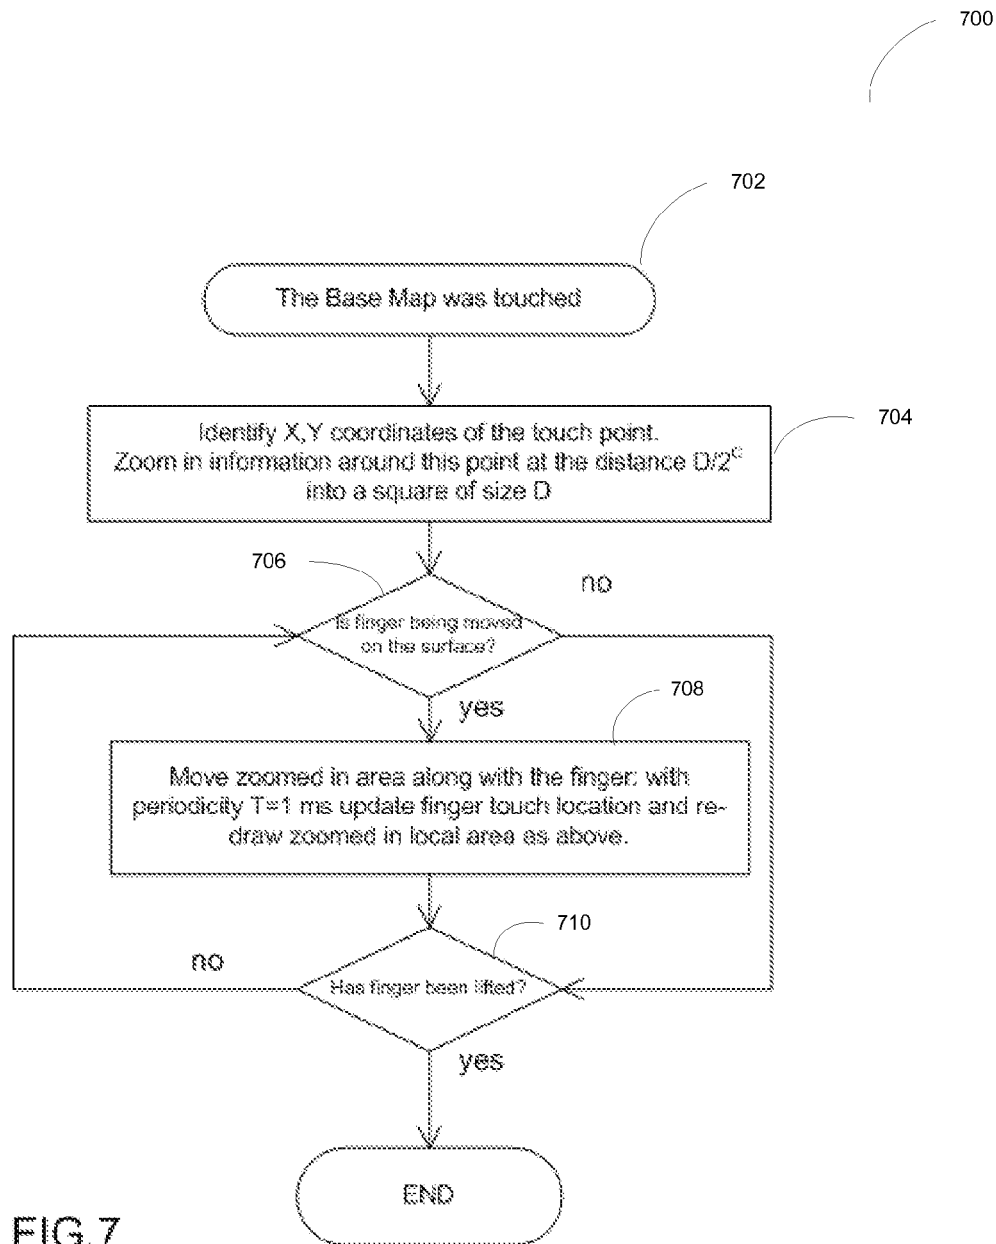 700
702
The Base Map was touched
704
Identify X,Y coordinates of the touch point.
Zoom in information around this point at the distance D/2^C
into a square of size D
706
no
Is finger being moved
on the surface?
yes
708
Move zoomed in area along with the finger: with
periodicity T=1 ms update finger touch location and re-
draw zoomed in local area as above.
710
no
Has finger been lifted?
yes
END
FIG.7